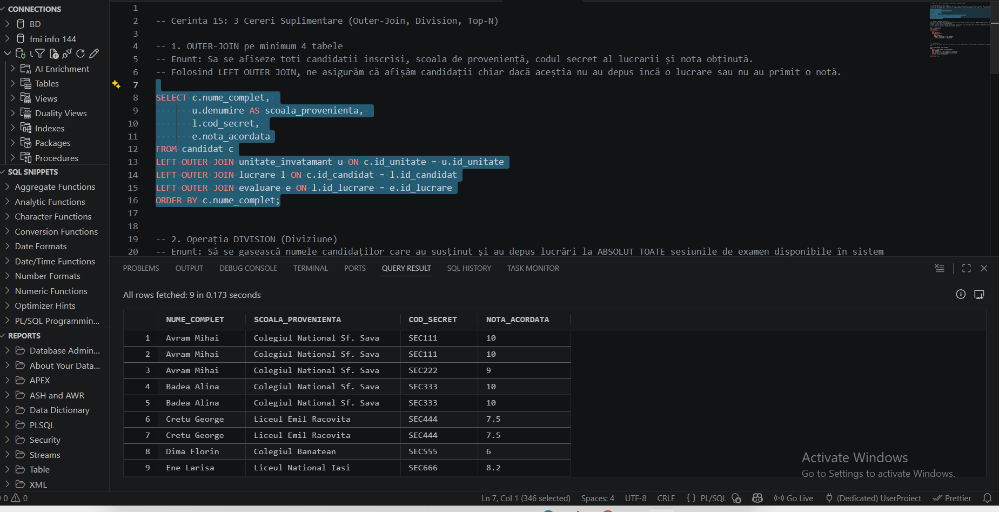 CONNECTIONS
BD
fmi info 144
AI Enrichment
Tables
Views
Duality Views
Indexes
Packages
Procedures
SQL SNIPPETS
Aggregate Functions
Analytic Functions
Character Functions
Conversion Functions
Date Formats
Date/Time Functions
Number Formats
Numeric Functions
Optimizer Hints
PL/SQL Programmin...
REPORTS
Database Admin...
About Your Data...
APEX
ASH and AWR
Data Dictionary
PLSQL
Security
Streams
Table
XML
1
2 -- Cerinta 15: 3 Cereri Suplimentare (Outer-Join, Division, Top-N)
3
4 -- 1. OUTER-JOIN pe minimum 4 tabele
5 -- Enunt: Sa se afiseze toti candidatii inscrisi, scoala de proveniență, codul secret al lucrarii și nota obținută.
6 -- Folosind LEFT OUTER JOIN, ne asigurăm că afișăm candidații chiar dacă aceștia nu au depus încă o lucrare sau nu au primit o notă.
7
8 SELECT c.nume_complet,
9 u.denumire AS scoala_provenienta,
10 l.cod_secret,
11 e.nota_acordata
12 FROM candidat c
13 LEFT OUTER JOIN unitate_invatamant u ON c.id_unitate = u.id_unitate
14 LEFT OUTER JOIN lucrare l ON c.id_candidat = l.id_candidat
15 LEFT OUTER JOIN evaluare e ON l.id_lucrare = e.id_lucrare
16 ORDER BY c.nume_complet;
17
18
19 -- 2. Operația DIVISION (Diviziune)
20 -- Enunt: Să se gasească numele candidaților care au susținut și au depus lucrări la ABSOLUT TOATE sesiunile de examen disponibile în sistem
PROBLEMS OUTPUT DEBUG CONSOLE TERMINAL PORTS QUERY RESULT SQL HISTORY TASK MONITOR
All rows fetched: 9 in 0.173 seconds
NUME_COMPLET SCOALA_PROVENIENTA COD_SECRET NOTA_ACORDATA
1 Avram Mihai Colegiul National Sf. Sava SEC111 10
2 Avram Mihai Colegiul National Sf. Sava SEC111 10
3 Avram Mihai Colegiul National Sf. Sava SEC222 9
4 Badea Alina Colegiul National Sf. Sava SEC333 10
5 Badea Alina Colegiul National Sf. Sava SEC333 10
6 Cretu George Liceul Emil Racovita SEC444 7.5
7 Cretu George Liceul Emil Racovita SEC444 7.5
8 Dima Florin Colegiul Banatean SEC555 6
9 Ene Larisa Liceul National Iasi SEC666 8.2
Activate Windows
Go to Settings to activate Windows.
0 0 Ln 7, Col 1 (346 selected) Spaces: 4 UTF-8 CRLF { } PL/SQL Go Live (Dedicated) UserProiect Prettier